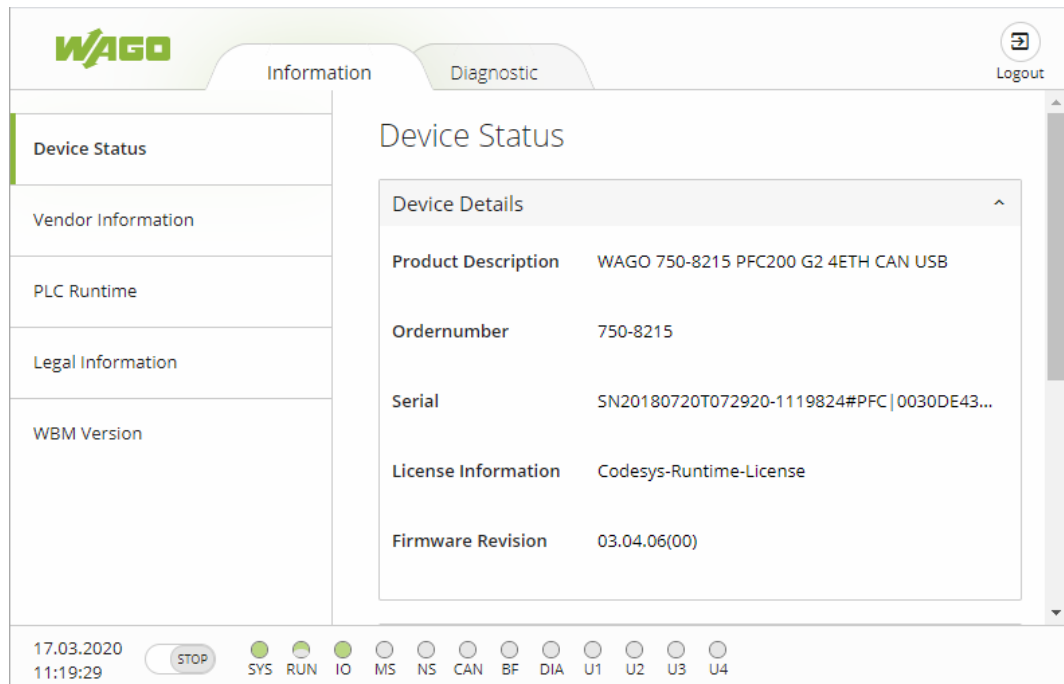 WAGO
Information
Diagnostic
Logout
Device Status
Vendor Information
PLC Runtime
Legal Information
WBM Version
Device Status
Device Details
Product Description WAGO 750-8215 PFC200 G2 4ETH CAN USB
Ordernumber 750-8215
Serial SN20180720T072920-1119824#PFC|0030DE43...
License Information Codesys-Runtime-License
Firmware Revision 03.04.06(00)
17.03.2020
11:19:29
STOP
SYS RUN IO MS NS CAN BF DIA U1 U2 U3 U4